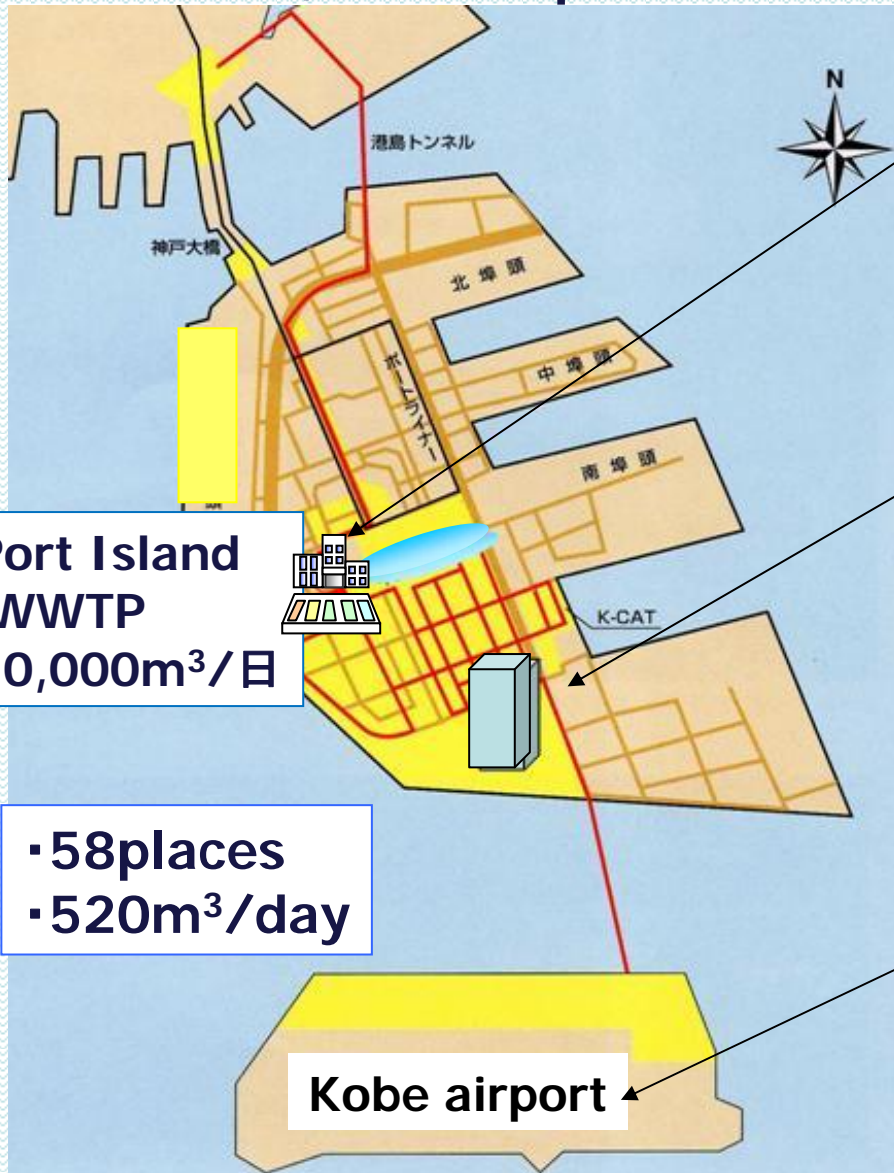 N
港島トンネル
神戸大橋
北埠頭
ポートライナー
中埠頭
南埠頭
Port Island
WWTP
0,000m³/日
K-CAT
・58places
・520m³/day
Kobe airport